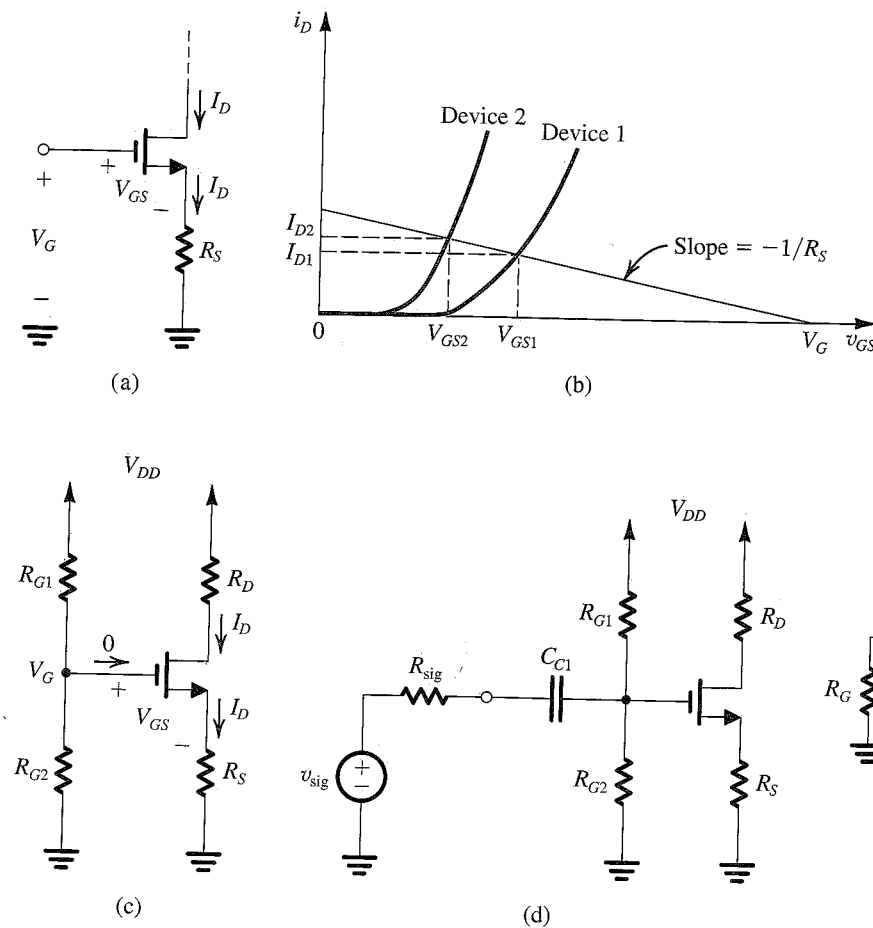 I_D
+
+
V_GS
−
I_D
V_G
R_S
−
(a)
i_D
Device 2
Device 1
I_D2
I_D1
Slope = −1/R_S
0
V_GS2
V_GS1
V_G
v_GS
(b)
V_DD
R_G1
R_D
0
I_D
V_G
+
V_GS
−
I_D
R_G2
R_S
(c)
V_DD
R_G1
R_D
C_C1
R_sig
R_G
v_sig
+
−
R_G2
R_S
(d)